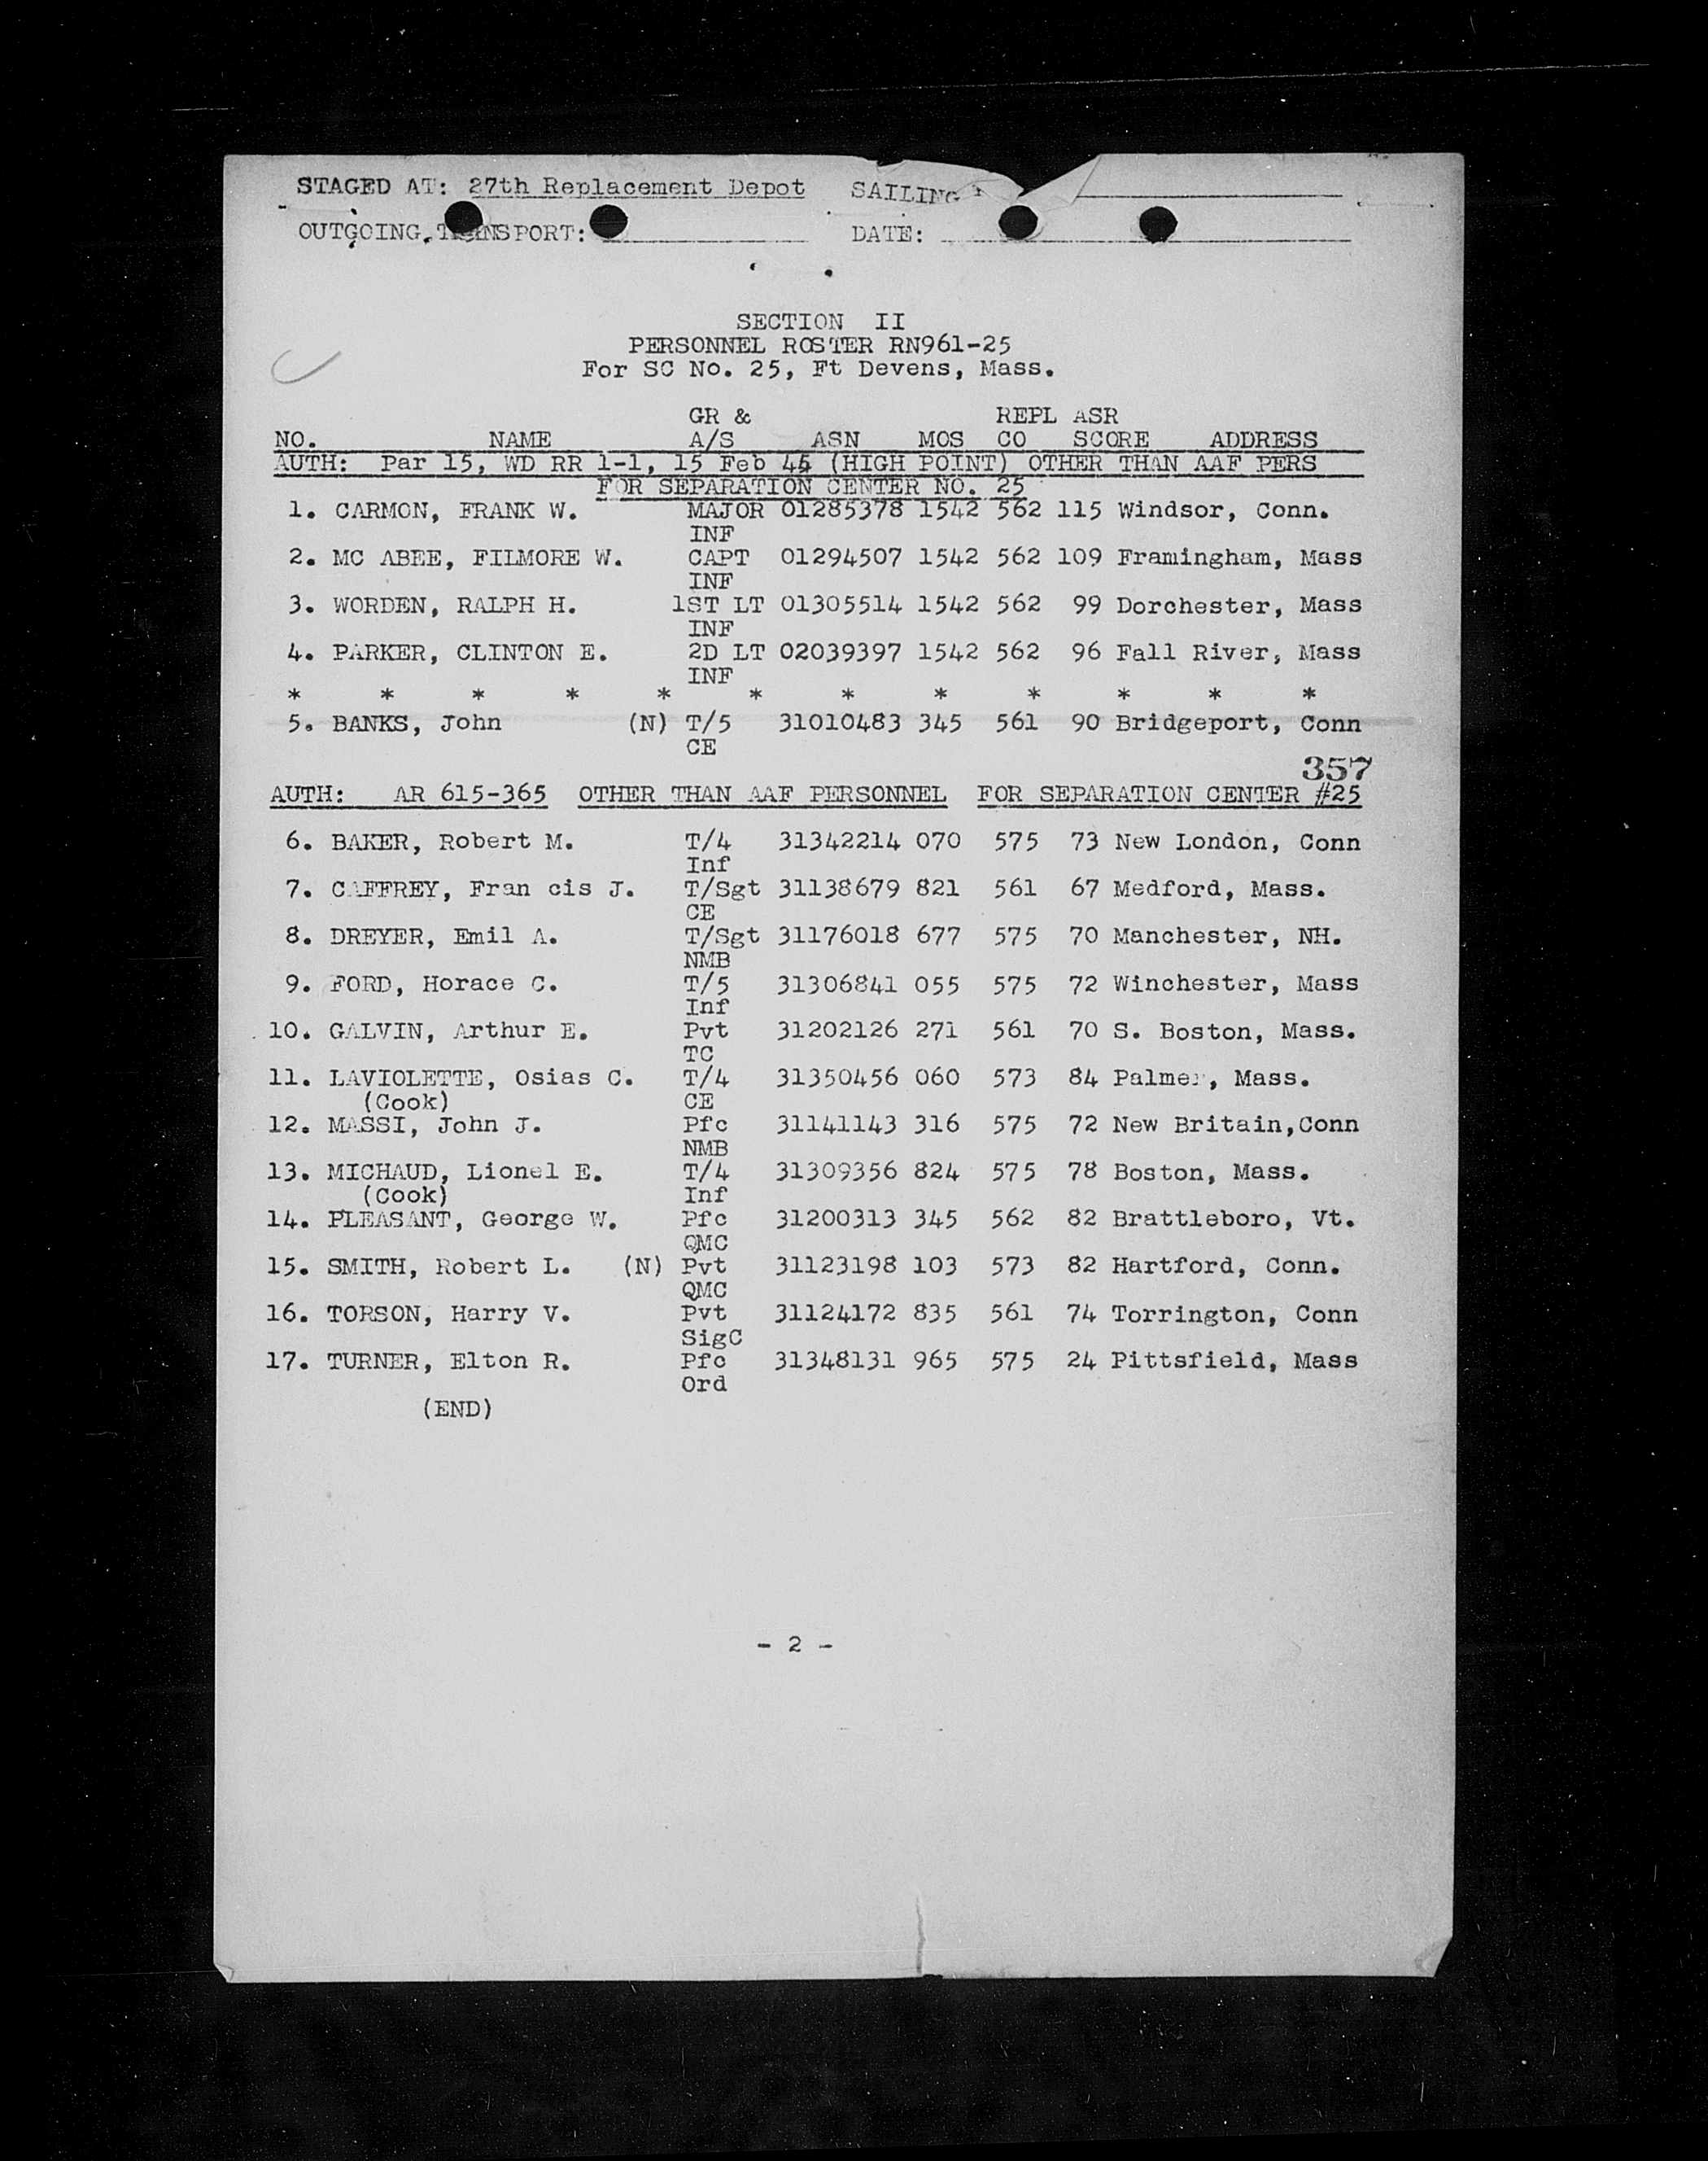 STAGED AT: 27th Replacement Depot SAILING
OUTGOING TRANSPORT: DATE:
SECTION II
PERSONNEL ROSTER RN961-25
For SC No. 25, Ft Devens, Mass.
GR & REPL ASR
NO. NAME A/S ASN MOS CO SCORE ADDRESS
AUTH: Par 15, WD RR 1-1, 15 Feb 45 (HIGH POINT) OTHER THAN AAF PERS
FOR SEPARATION CENTER NO. 25
1. CARMON, FRANK W. MAJOR 01285378 1542 562 115 Windsor, Conn.
INF
2. MC ABEE, FILMORE W. CAPT 01294507 1542 562 109 Framingham, Mass
INF
3. WORDEN, RALPH H. 1ST LT 01305514 1542 562 99 Dorchester, Mass
INF
4. PARKER, CLINTON E. 2D LT 02039397 1542 562 96 Fall River, Mass
INF
* * * * * * * * * * * *
5. BANKS, John (N) T/5 31010483 345 561 90 Bridgeport, Conn
CE
357
AUTH: AR 615-365 OTHER THAN AAF PERSONNEL FOR SEPARATION CENTER #25
6. BAKER, Robert M. T/4 31342214 070 575 73 New London, Conn
Inf
7. CAFFREY, Fran cis J. T/Sgt 31138679 821 561 67 Medford, Mass.
CE
8. DREYER, Emil A. T/Sgt 31176018 677 575 70 Manchester, NH.
NMB
9. FORD, Horace C. T/5 31306841 055 575 72 Winchester, Mass
Inf
10. GALVIN, Arthur E. Pvt 31202126 271 561 70 S. Boston, Mass.
TC
11. LAVIOLETTE, Osias C. T/4 31350456 060 573 84 Palmer, Mass.
(Cook) CE
12. MASSI, John J. Pfc 31141143 316 575 72 New Britain,Conn
NMB
13. MICHAUD, Lionel E. T/4 31309356 824 575 78 Boston, Mass.
(Cook) Inf
14. PLEASANT, George W. Pfc 31200313 345 562 82 Brattleboro, Vt.
QMC
15. SMITH, Robert L. (N) Pvt 31123198 103 573 82 Hartford, Conn.
QMC
16. TORSON, Harry V. Pvt 31124172 835 561 74 Torrington, Conn
SigC
17. TURNER, Elton R. Pfc 31348131 965 575 24 Pittsfield, Mass
Ord
(END)
- 2 -